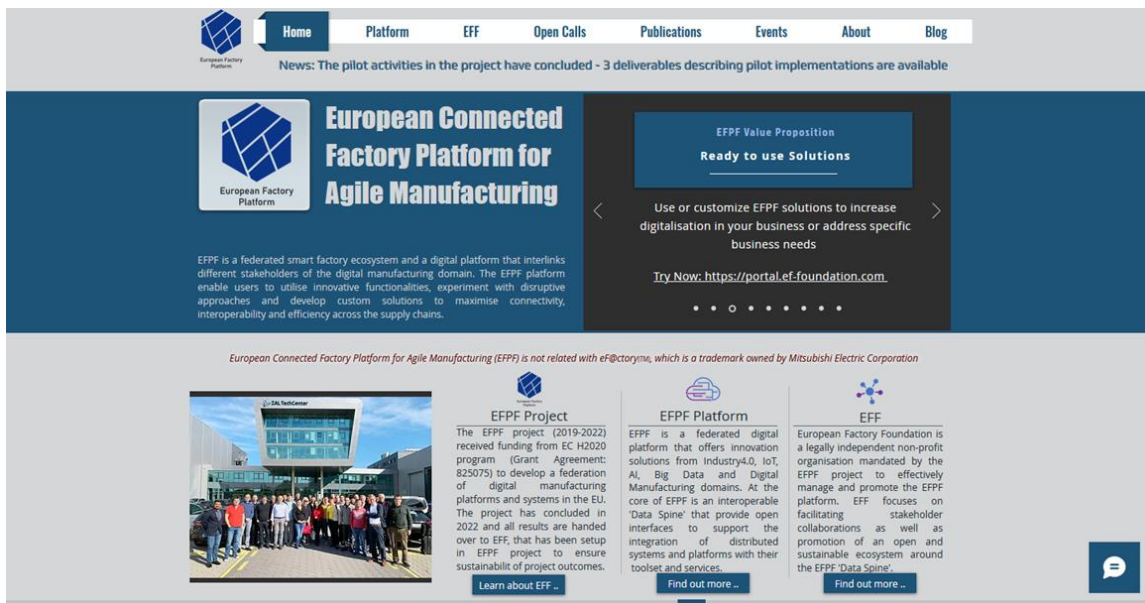 European Factory
Platform
Home Platform EFF Open Calls Publications Events About Blog
News: The pilot activities in the project have concluded - 3 deliverables describing pilot implementations are available
European Factory
Platform
European Connected
Factory Platform for
Agile Manufacturing
EFPF is a federated smart factory ecosystem and a digital platform that interlinks
different stakeholders of the digital manufacturing domain. The EFPF platform
enable users to utilise innovative functionalities, experiment with disruptive
approaches and develop custom solutions to maximise connectivity,
interoperability and efficiency across the supply chains.
EFPF Value Proposition
Ready to use Solutions
Use or customize EFPF solutions to increase
digitalisation in your business or address specific
business needs
Try Now: https://portal.ef-foundation.com
European Connected Factory Platform for Agile Manufacturing (EFPF) is not related with eF@ctory, which is a trademark owned by Mitsubishi Electric Corporation
ZAL TechCenter
European Factory
Platform
EFPF Project
The EFPF project (2019-2022)
received funding from EC H2020
program (Grant Agreement:
825075) to develop a federation
of digital manufacturing
platforms and systems in the EU.
The project has concluded in
2022 and all results are handed
over to EFF, that has been setup
in EFPF project to ensure
sustainabilit of project outcomes.
Learn about EFF ..
EFPF Platform
EFPF is a federated digital
platform that offers innovation
solutions from Industry4.0, IoT,
AI, Big Data and Digital
Manufacturing domains. At the
core of EFPF is an interoperable
'Data Spine' that provide open
interfaces to support the
integration of distributed
systems and platforms with their
toolset and services.
Find out more ..
EFF
European Factory Foundation is
a legally independent non-profit
organisation mandated by the
EFPF project to effectively
manage and promote the EFPF
platform. EFF focuses on
facilitating stakeholder
collaborations as well as
promotion of an open and
sustainable ecosystem around
the EFPF 'Data Spine'.
Find out more ..